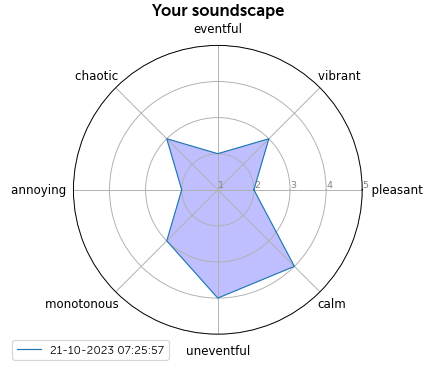 Your soundscape
eventful
chaotic
vibrant
annoying
1 2 3 4 5
pleasant
monotonous
calm
uneventful
21-10-2023 07:25:57